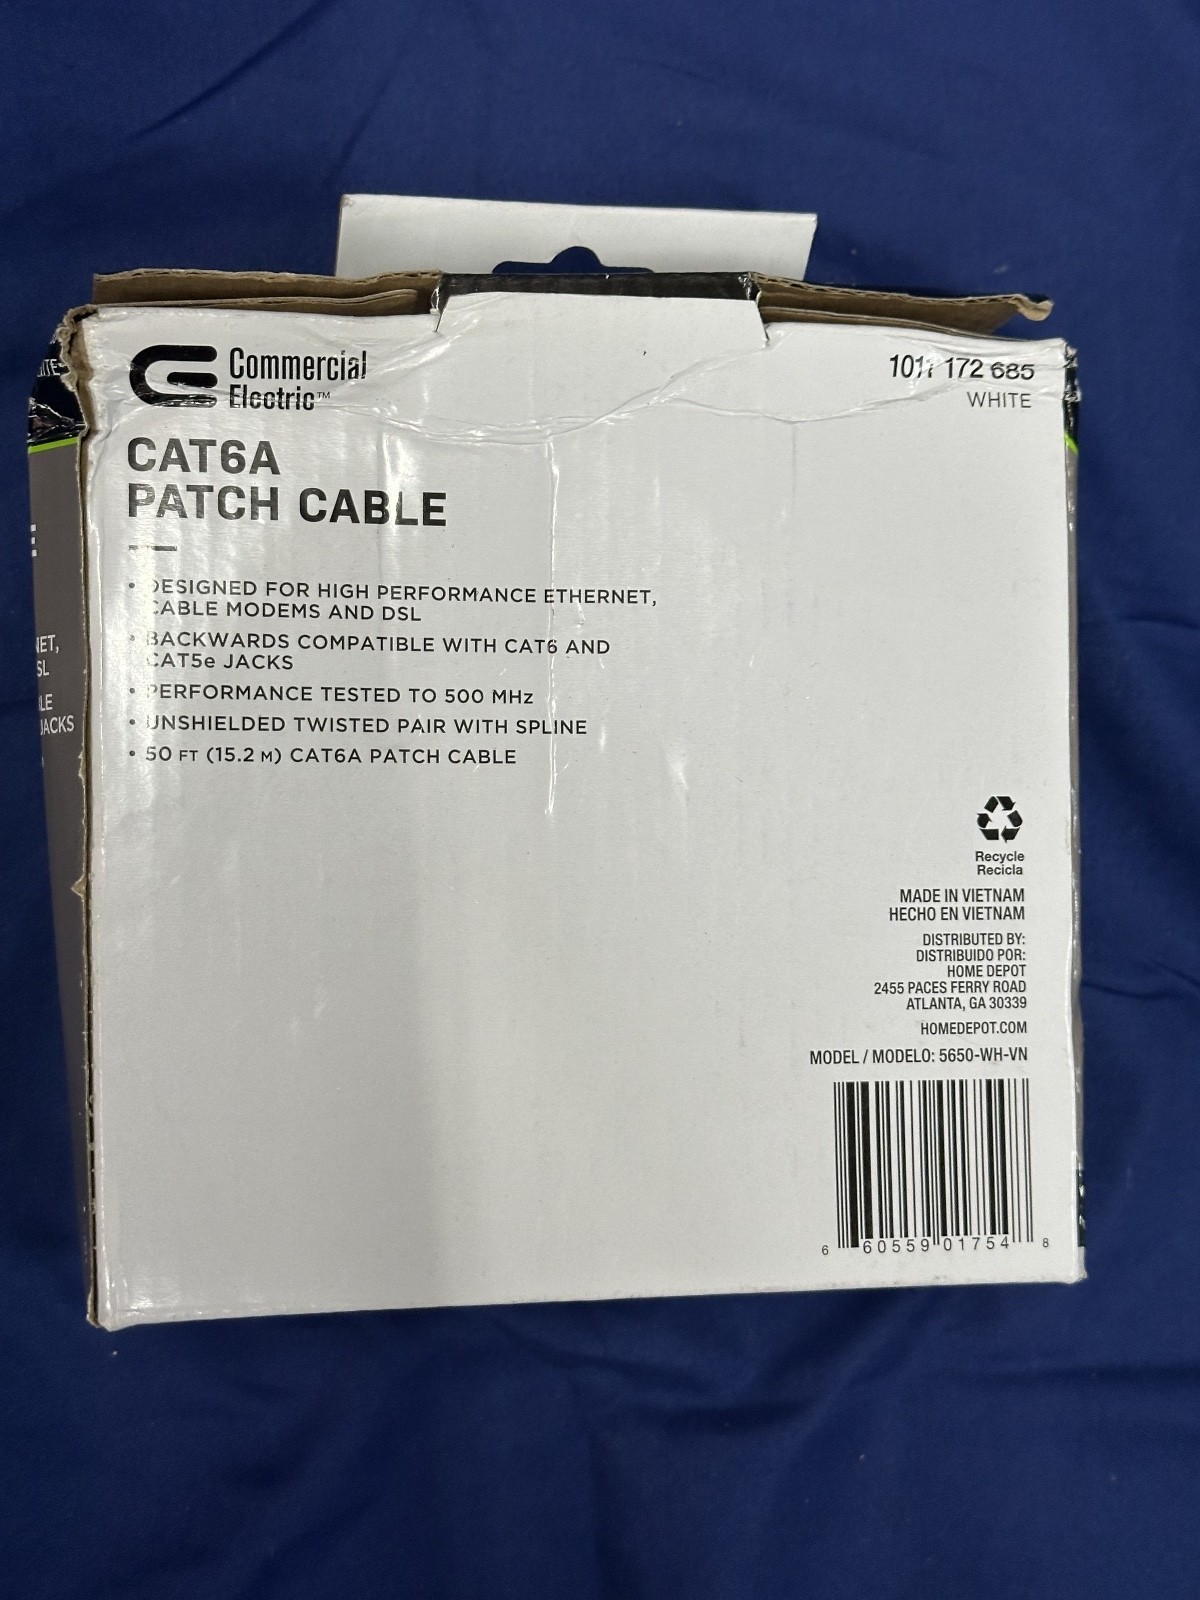 Commercial
Electric™
172 685
WHITE
CAT6A
PATCH CABLE
• DESIGNED FOR HIGH PERFORMANCE ETHERNET,
CABLE MODEMS AND DSL
• BACKWARDS COMPATIBLE WITH CAT6 AND
CAT5e JACKS
• PERFORMANCE TESTED TO 500 MHz
• UNSHIELDED TWISTED PAIR WITH SPLINE
• 50 FT (15.2 M) CAT6A PATCH CABLE
JACKS
Recycle
Recicla
MADE IN VIETNAM
HECHO EN VIETNAM
DISTRIBUTED BY:
DISTRIBUIDO POR:
HOME DEPOT
2455 PACES FERRY ROAD
ATLANTA, GA 30339
HOMEDEPOT.COM
MODEL / MODELO: 5650-WH-VN
6 60559 01754 8